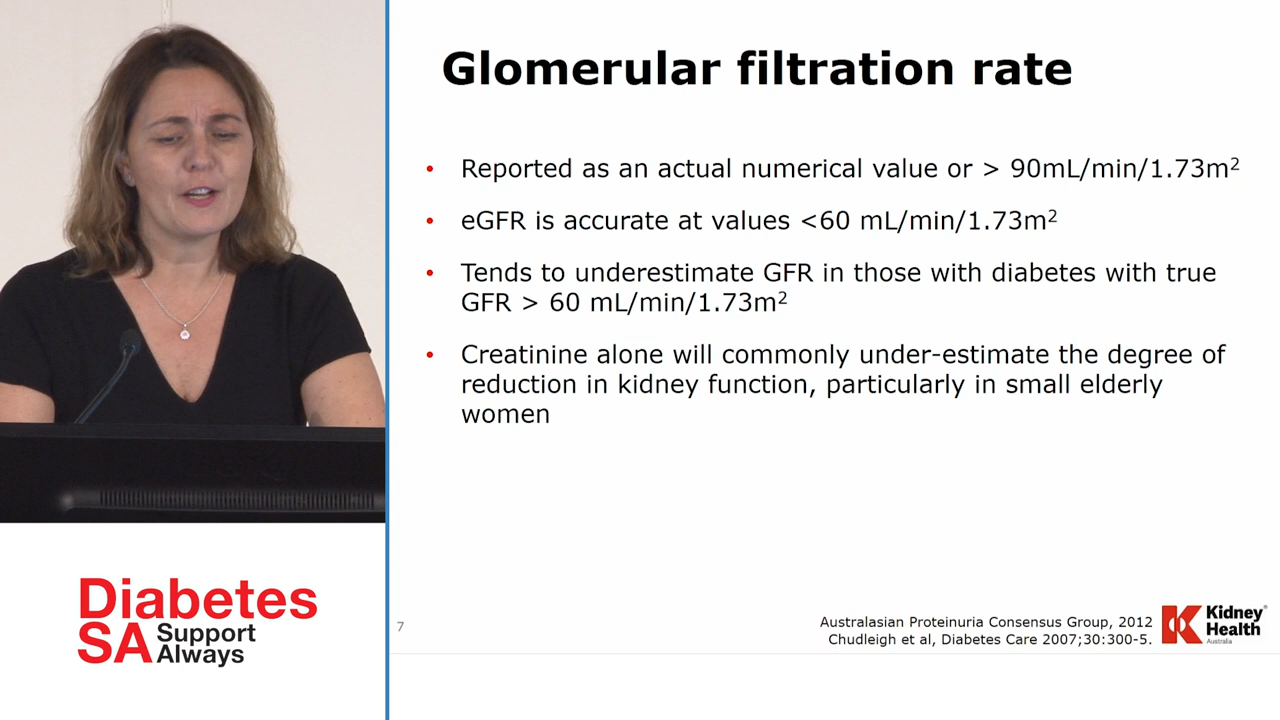 Glomerular filtration rate
• Reported as an actual numerical value or > 90mL/min/1.73m²
• eGFR is accurate at values <60 mL/min/1.73m²
• Tends to underestimate GFR in those with diabetes with true
GFR > 60 mL/min/1.73m²
• Creatinine alone will commonly under-estimate the degree of
reduction in kidney function, particularly in small elderly
women
Diabetes
SA Support
Always
7
Australasian Proteinuria Consensus Group, 2012
Chudleigh et al, Diabetes Care 2007;30:300-5.
Kidney
Health
Australia